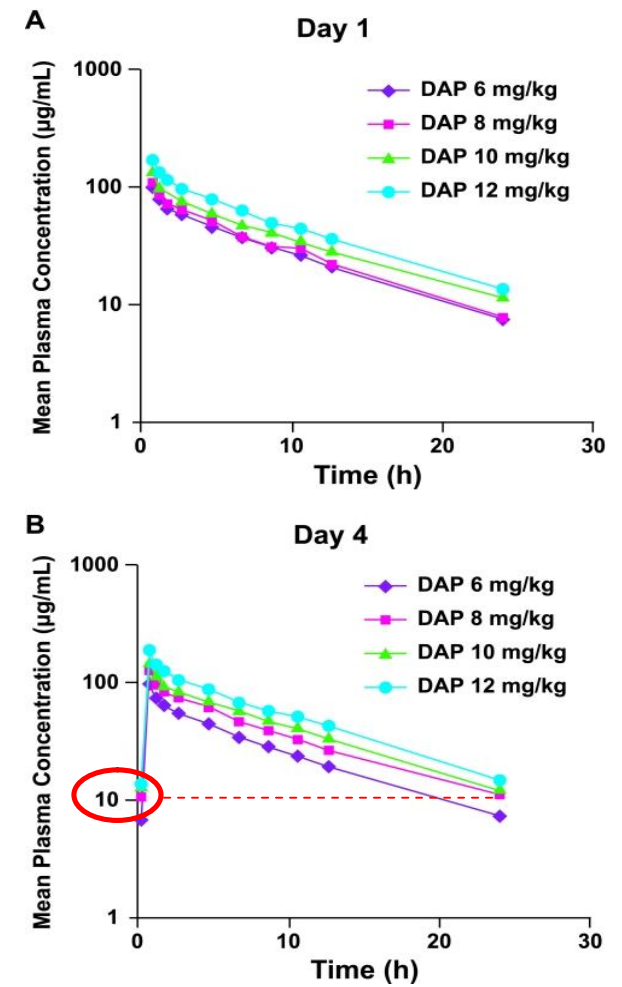 A
Day 1
Mean Plasma Concentration (µg/mL)
1000
100
10
1
DAP 6 mg/kg
DAP 8 mg/kg
DAP 10 mg/kg
DAP 12 mg/kg
0 10 20 30
Time (h)
B
Day 4
Mean Plasma Concentration (µg/mL)
1000
100
10
1
DAP 6 mg/kg
DAP 8 mg/kg
DAP 10 mg/kg
DAP 12 mg/kg
0 10 20 30
Time (h)